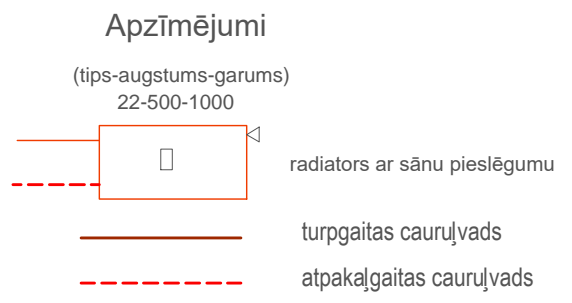 Apzīmējumi
(tips-augstums-garums)
22-500-1000
radiators ar sānu pieslēgumu
turpgaitas cauruļvads
atpakaļgaitas cauruļvads